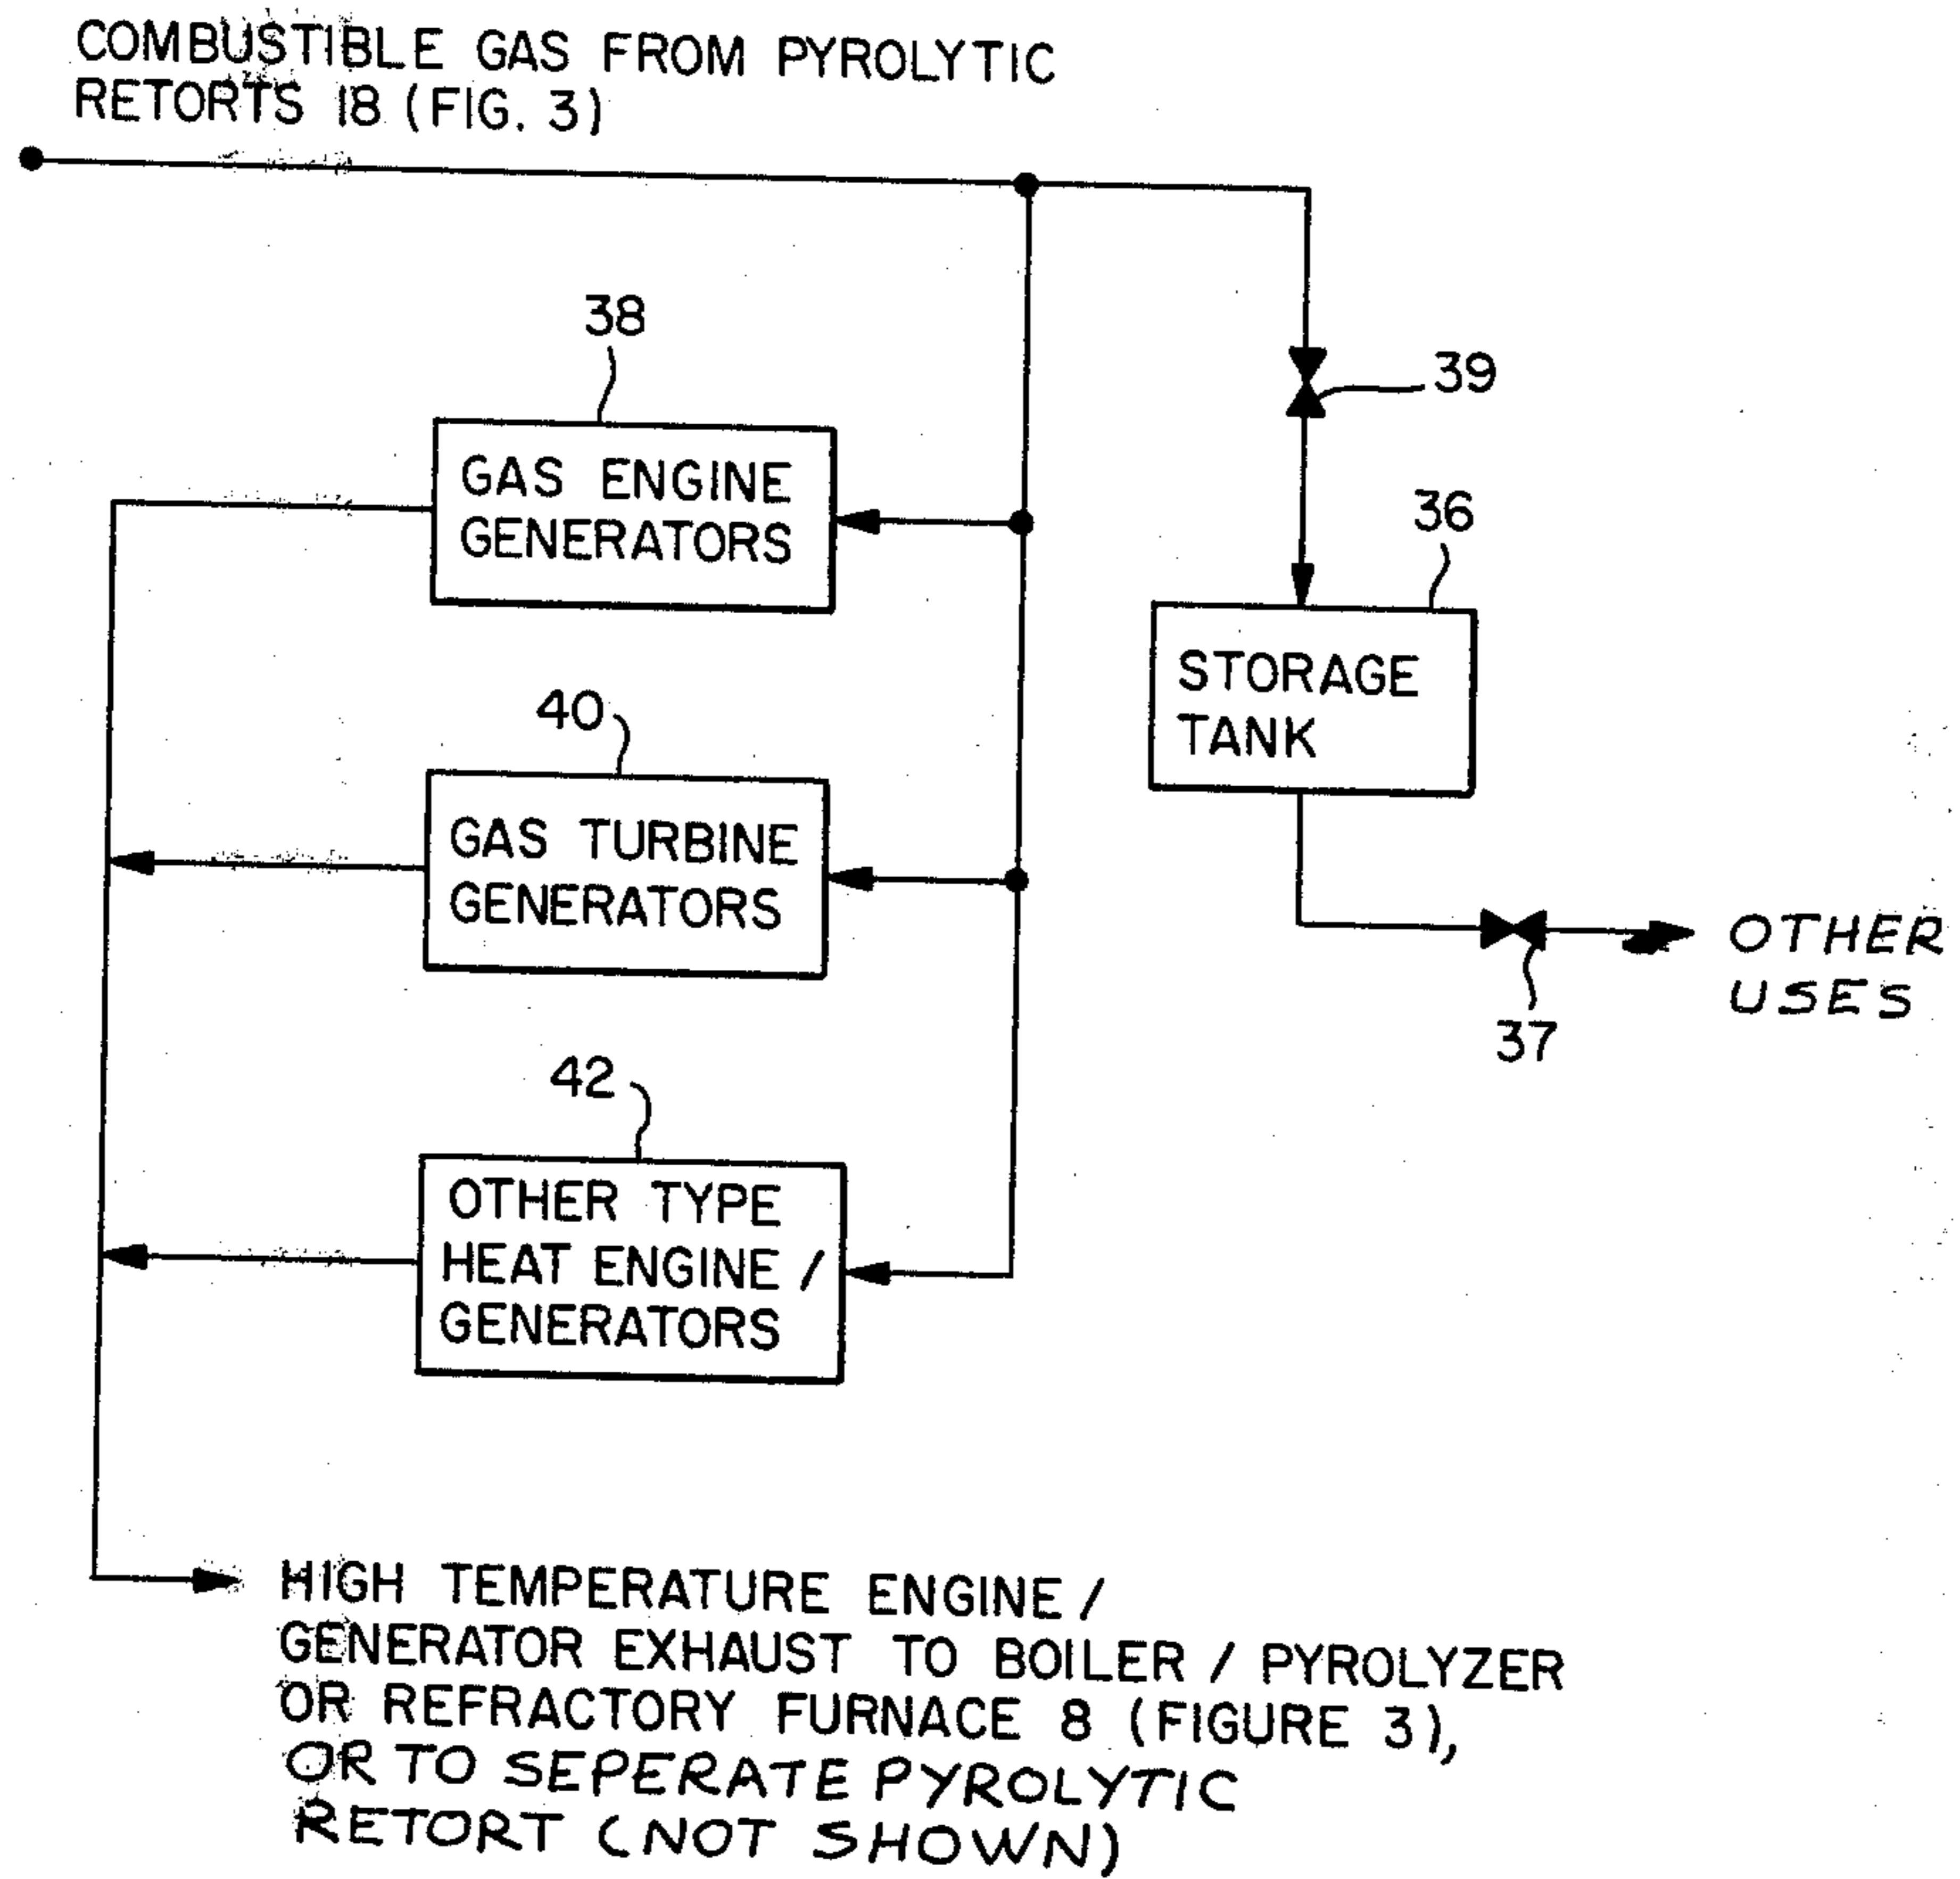 COMBUSTIBLE GAS FROM PYROLYTIC
RETORTS 18 (FIG. 3)
38
39
GAS ENGINE
GENERATORS
36
STORAGE
TANK
40
GAS TURBINE
GENERATORS
OTHER
USES
37
42
OTHER TYPE
HEAT ENGINE /
GENERATORS
HIGH TEMPERATURE ENGINE /
GENERATOR EXHAUST TO BOILER / PYROLYZER
OR REFRACTORY FURNACE 8 (FIGURE 3),
OR TO SEPERATE PYROLYTIC
RETORT (NOT SHOWN)